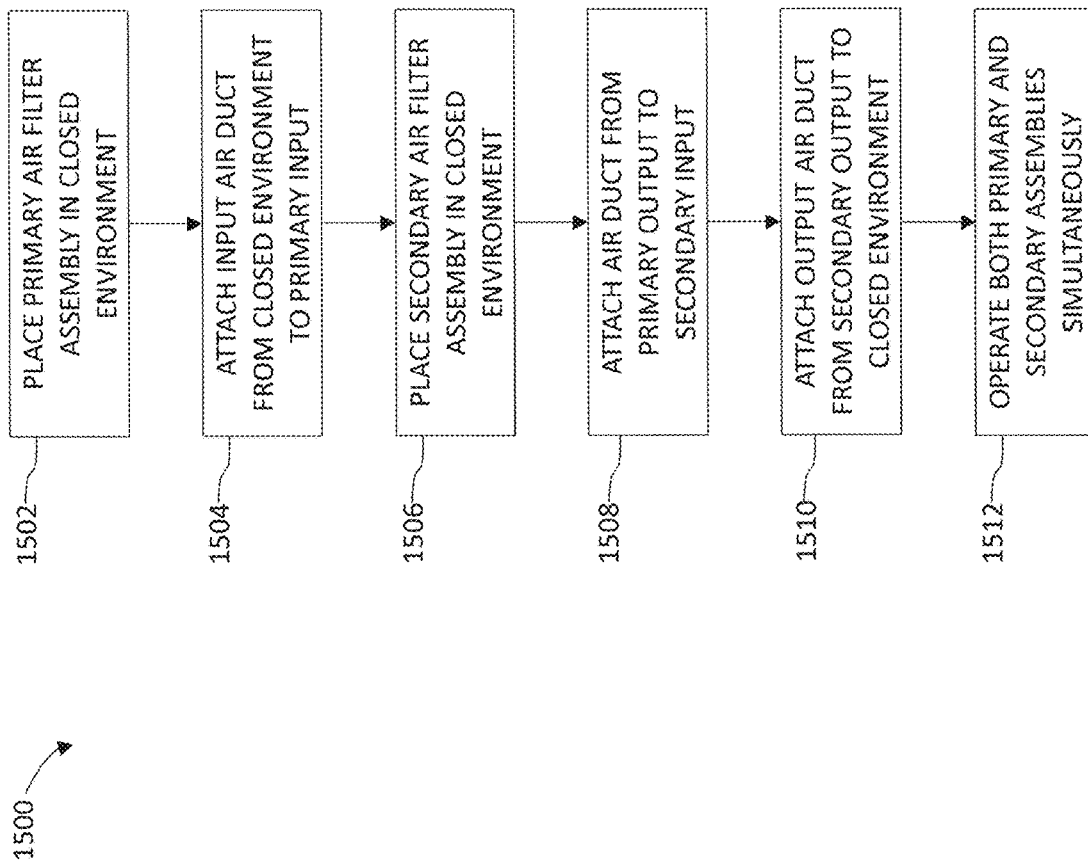 1500
1502
PLACE PRIMARY AIR FILTER
ASSEMBLY IN CLOSED
ENVIRONMENT
1504
ATTACH INPUT AIR DUCT
FROM CLOSED ENVIRONMENT
TO PRIMARY INPUT
1506
PLACE SECONDARY AIR FILTER
ASSEMBLY IN CLOSED
ENVIRONMENT
1508
ATTACH AIR DUCT FROM
PRIMARY OUTPUT TO
SECONDARY INPUT
1510
ATTACH OUTPUT AIR DUCT
FROM SECONDARY OUTPUT TO
CLOSED ENVIRONMENT
1512
OPERATE BOTH PRIMARY AND
SECONDARY ASSEMBLIES
SIMULTANEOUSLY